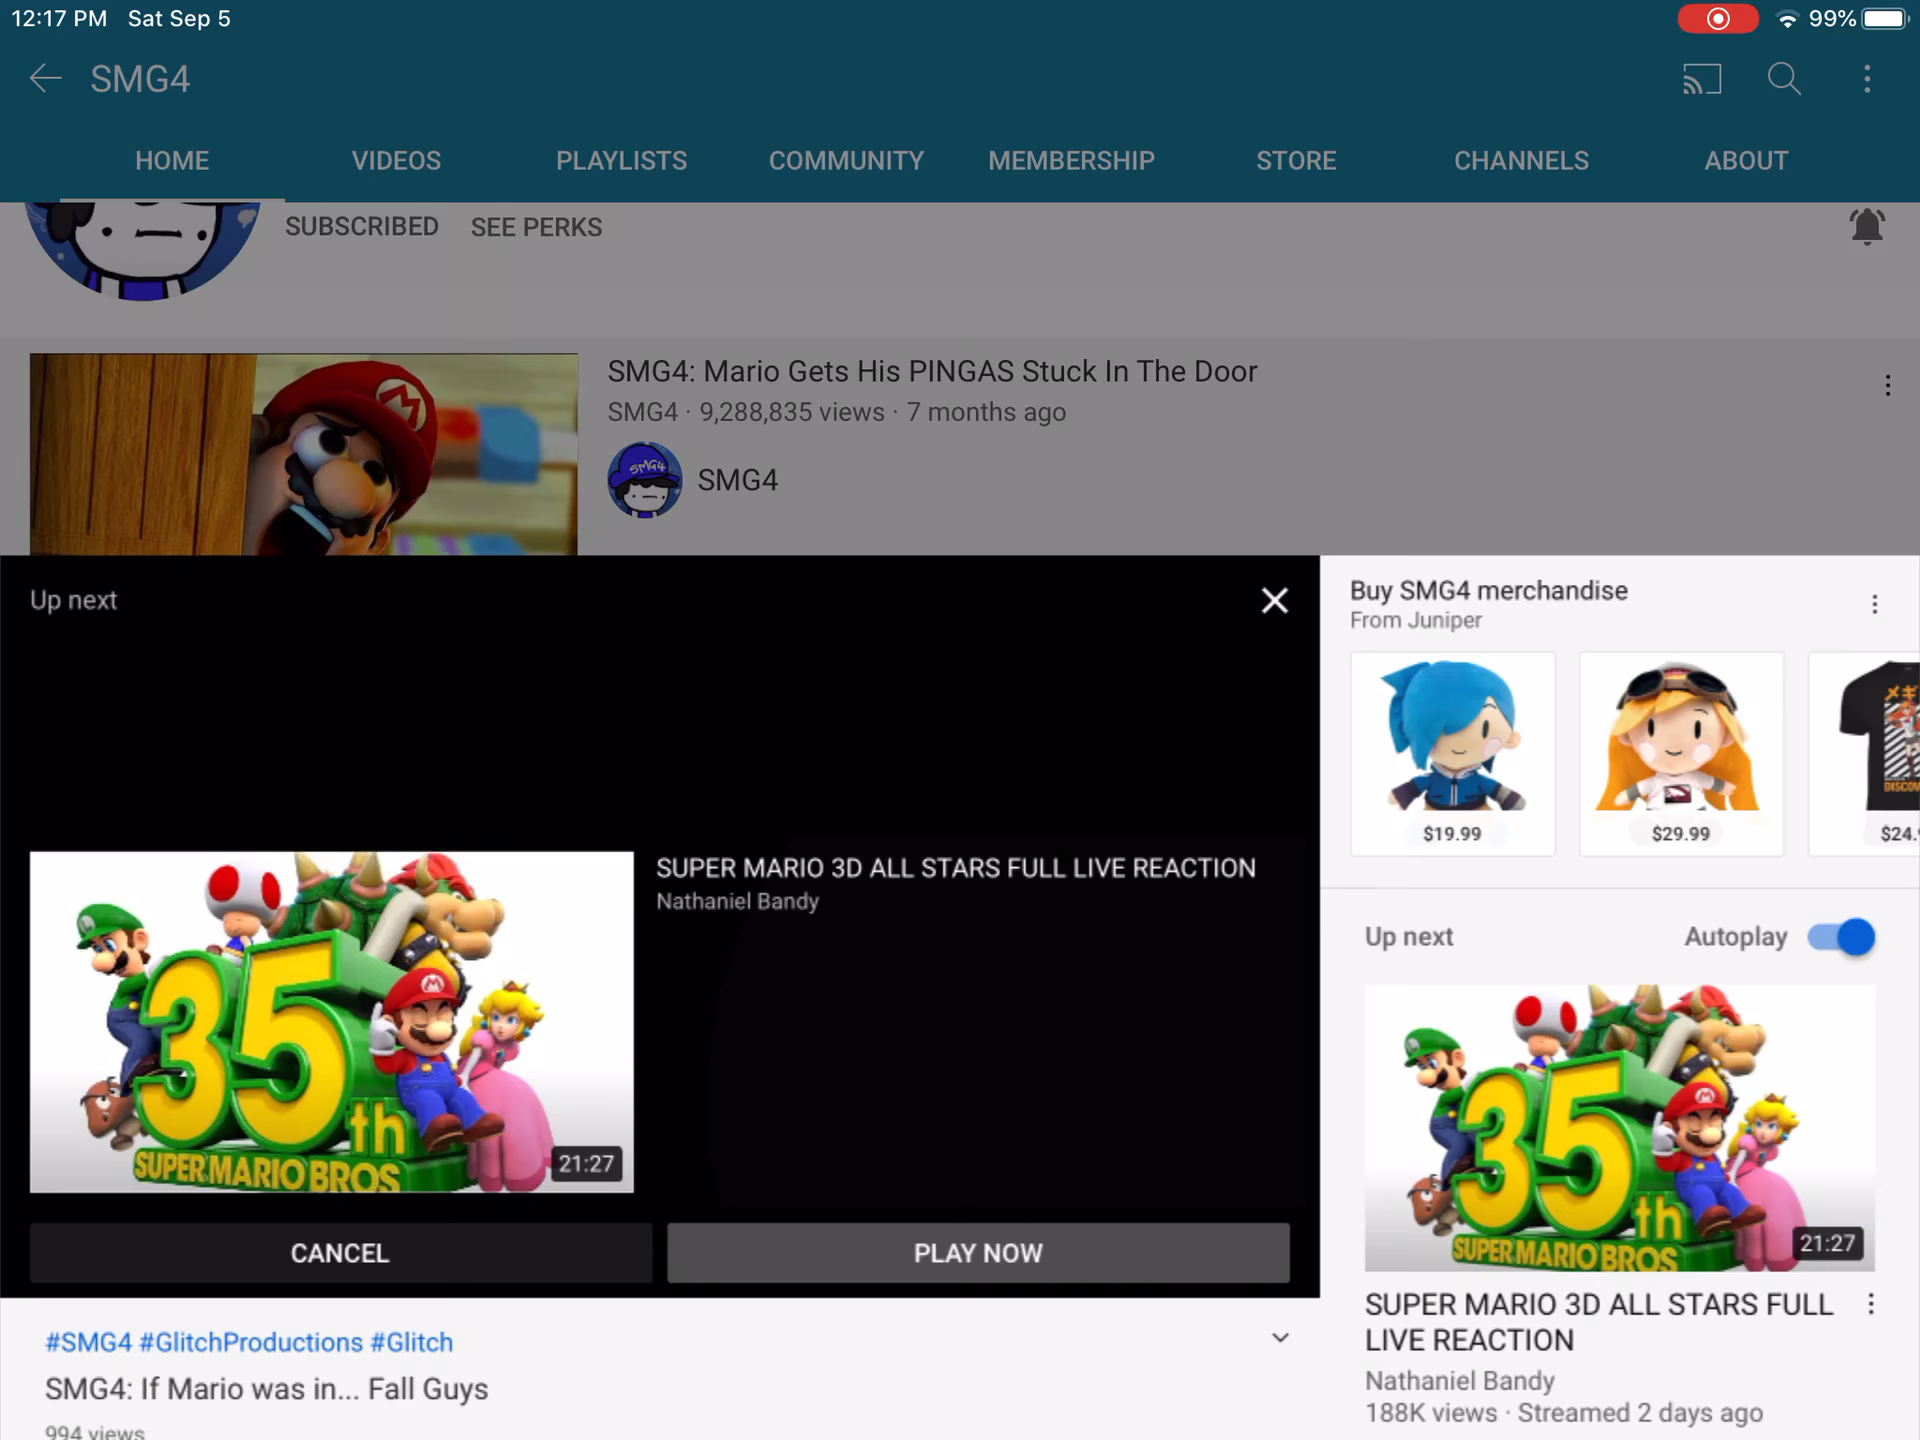 12:17 PM Sat Sep 5
99%
SMG4
HOME VIDEOS PLAYLISTS COMMUNITY MEMBERSHIP STORE CHANNELS ABOUT
SUBSCRIBED SEE PERKS
SMG4: Mario Gets His PINGAS Stuck In The Door
SMG4 · 9,288,835 views · 7 months ago
SMG4
SMG4
Up next
SUPER MARIO 3D ALL STARS FULL LIVE REACTION
Nathaniel Bandy
35th
SUPER MARIO BROS
21:27
CANCEL
PLAY NOW
#SMG4 #GlitchProductions #Glitch
SMG4: If Mario was in... Fall Guys
994 views
Buy SMG4 merchandise
From Juniper
$19.99
$29.99
$24.
メギ
DISCOV
Up next
Autoplay
35th
SUPER MARIO BROS
21:27
SUPER MARIO 3D ALL STARS FULL
LIVE REACTION
Nathaniel Bandy
188K views · Streamed 2 days ago